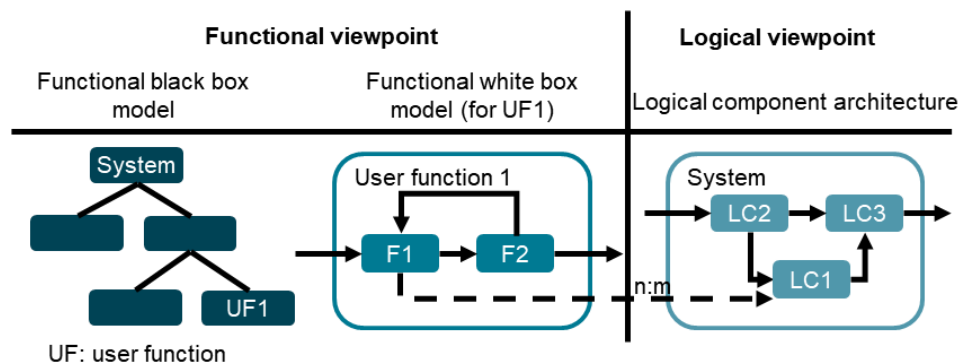 Functional viewpoint
Logical viewpoint
Functional black box
model
Functional white box
model (for UF1)
Logical component architecture
System
UF1
UF: user function
User function 1
F1
F2
n:m
System
LC2
LC3
LC1